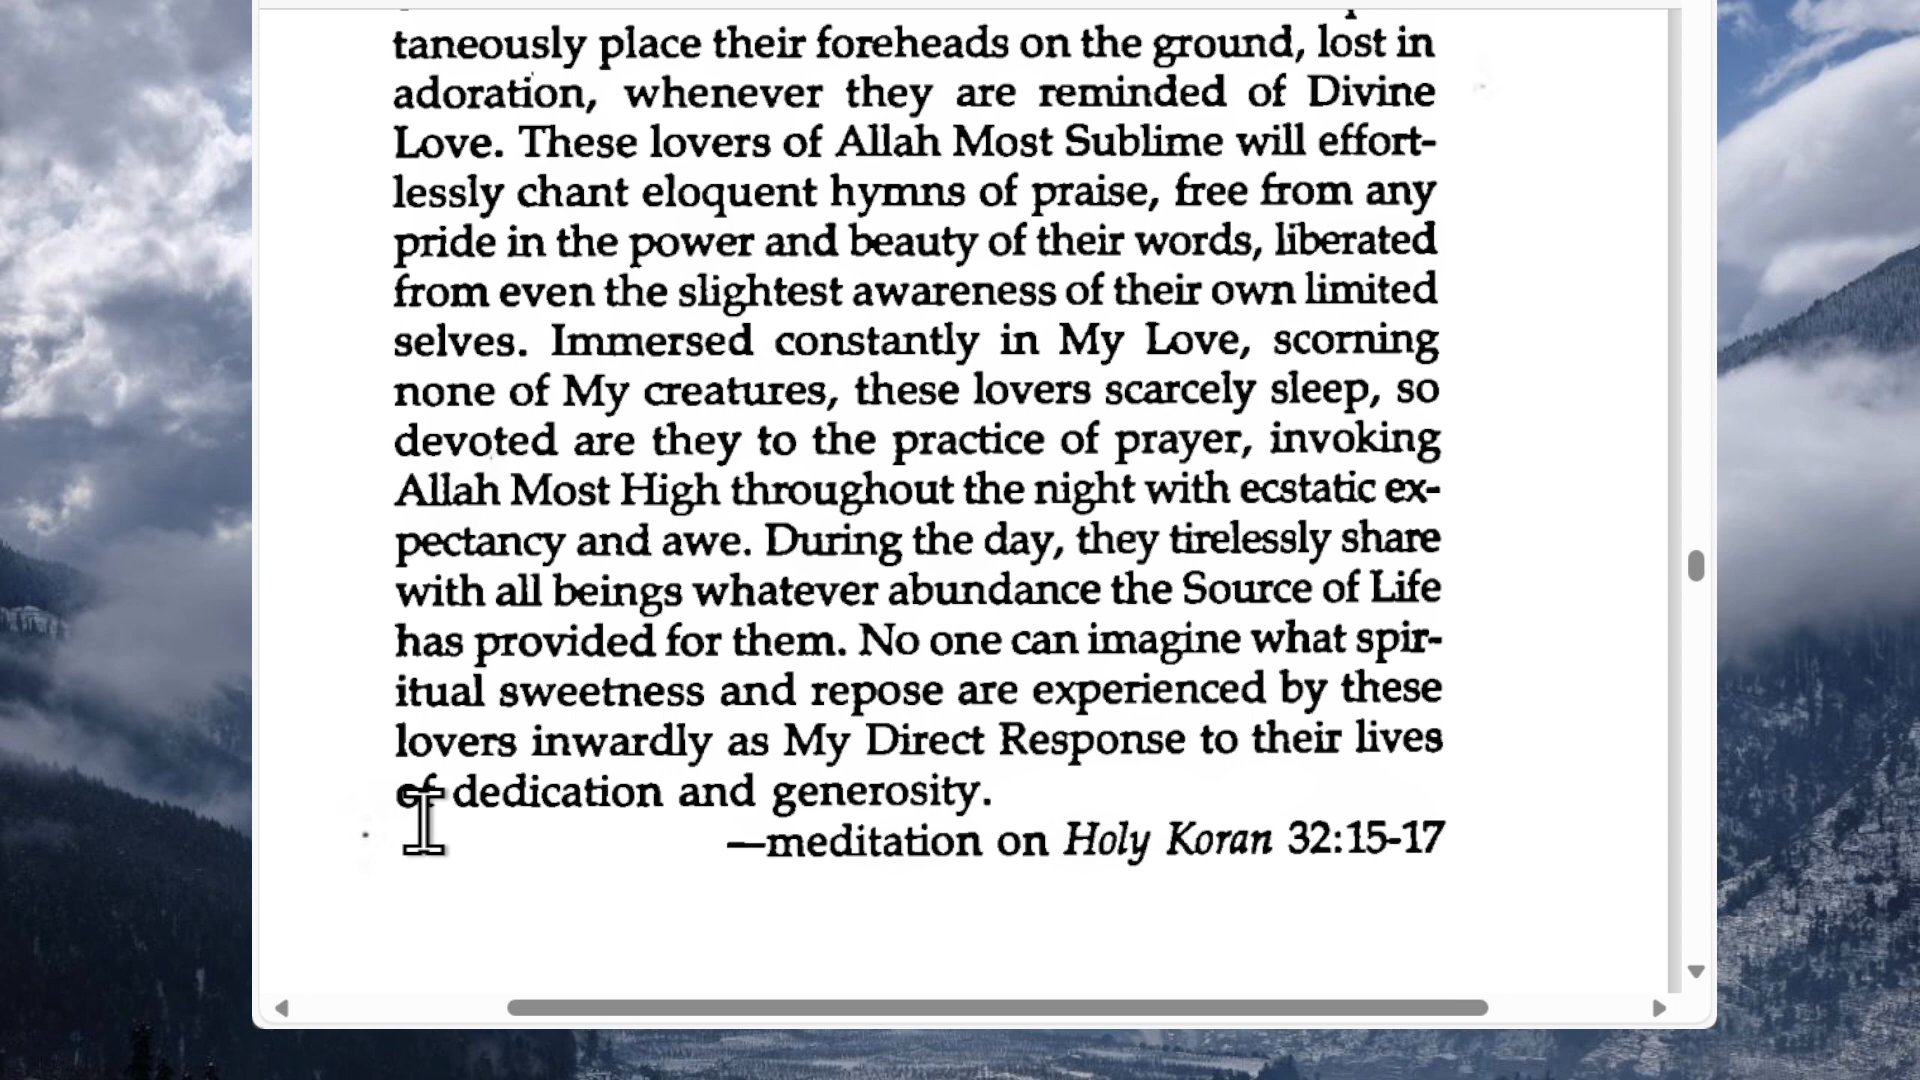 taneously place their foreheads on the ground, lost in
adoration, whenever they are reminded of Divine
Love. These lovers of Allah Most Sublime will effort-
lessly chant eloquent hymns of praise, free from any
pride in the power and beauty of their words, liberated
from even the slightest awareness of their own limited
selves. Immersed constantly in My Love, scorning
none of My creatures, these lovers scarcely sleep, so
devoted are they to the practice of prayer, invoking
Allah Most High throughout the night with ecstatic ex-
pectancy and awe. During the day, they tirelessly share
with all beings whatever abundance the Source of Life
has provided for them. No one can imagine what spir-
itual sweetness and repose are experienced by these
lovers inwardly as My Direct Response to their lives
of dedication and generosity.
—meditation on Holy Koran 32:15-17